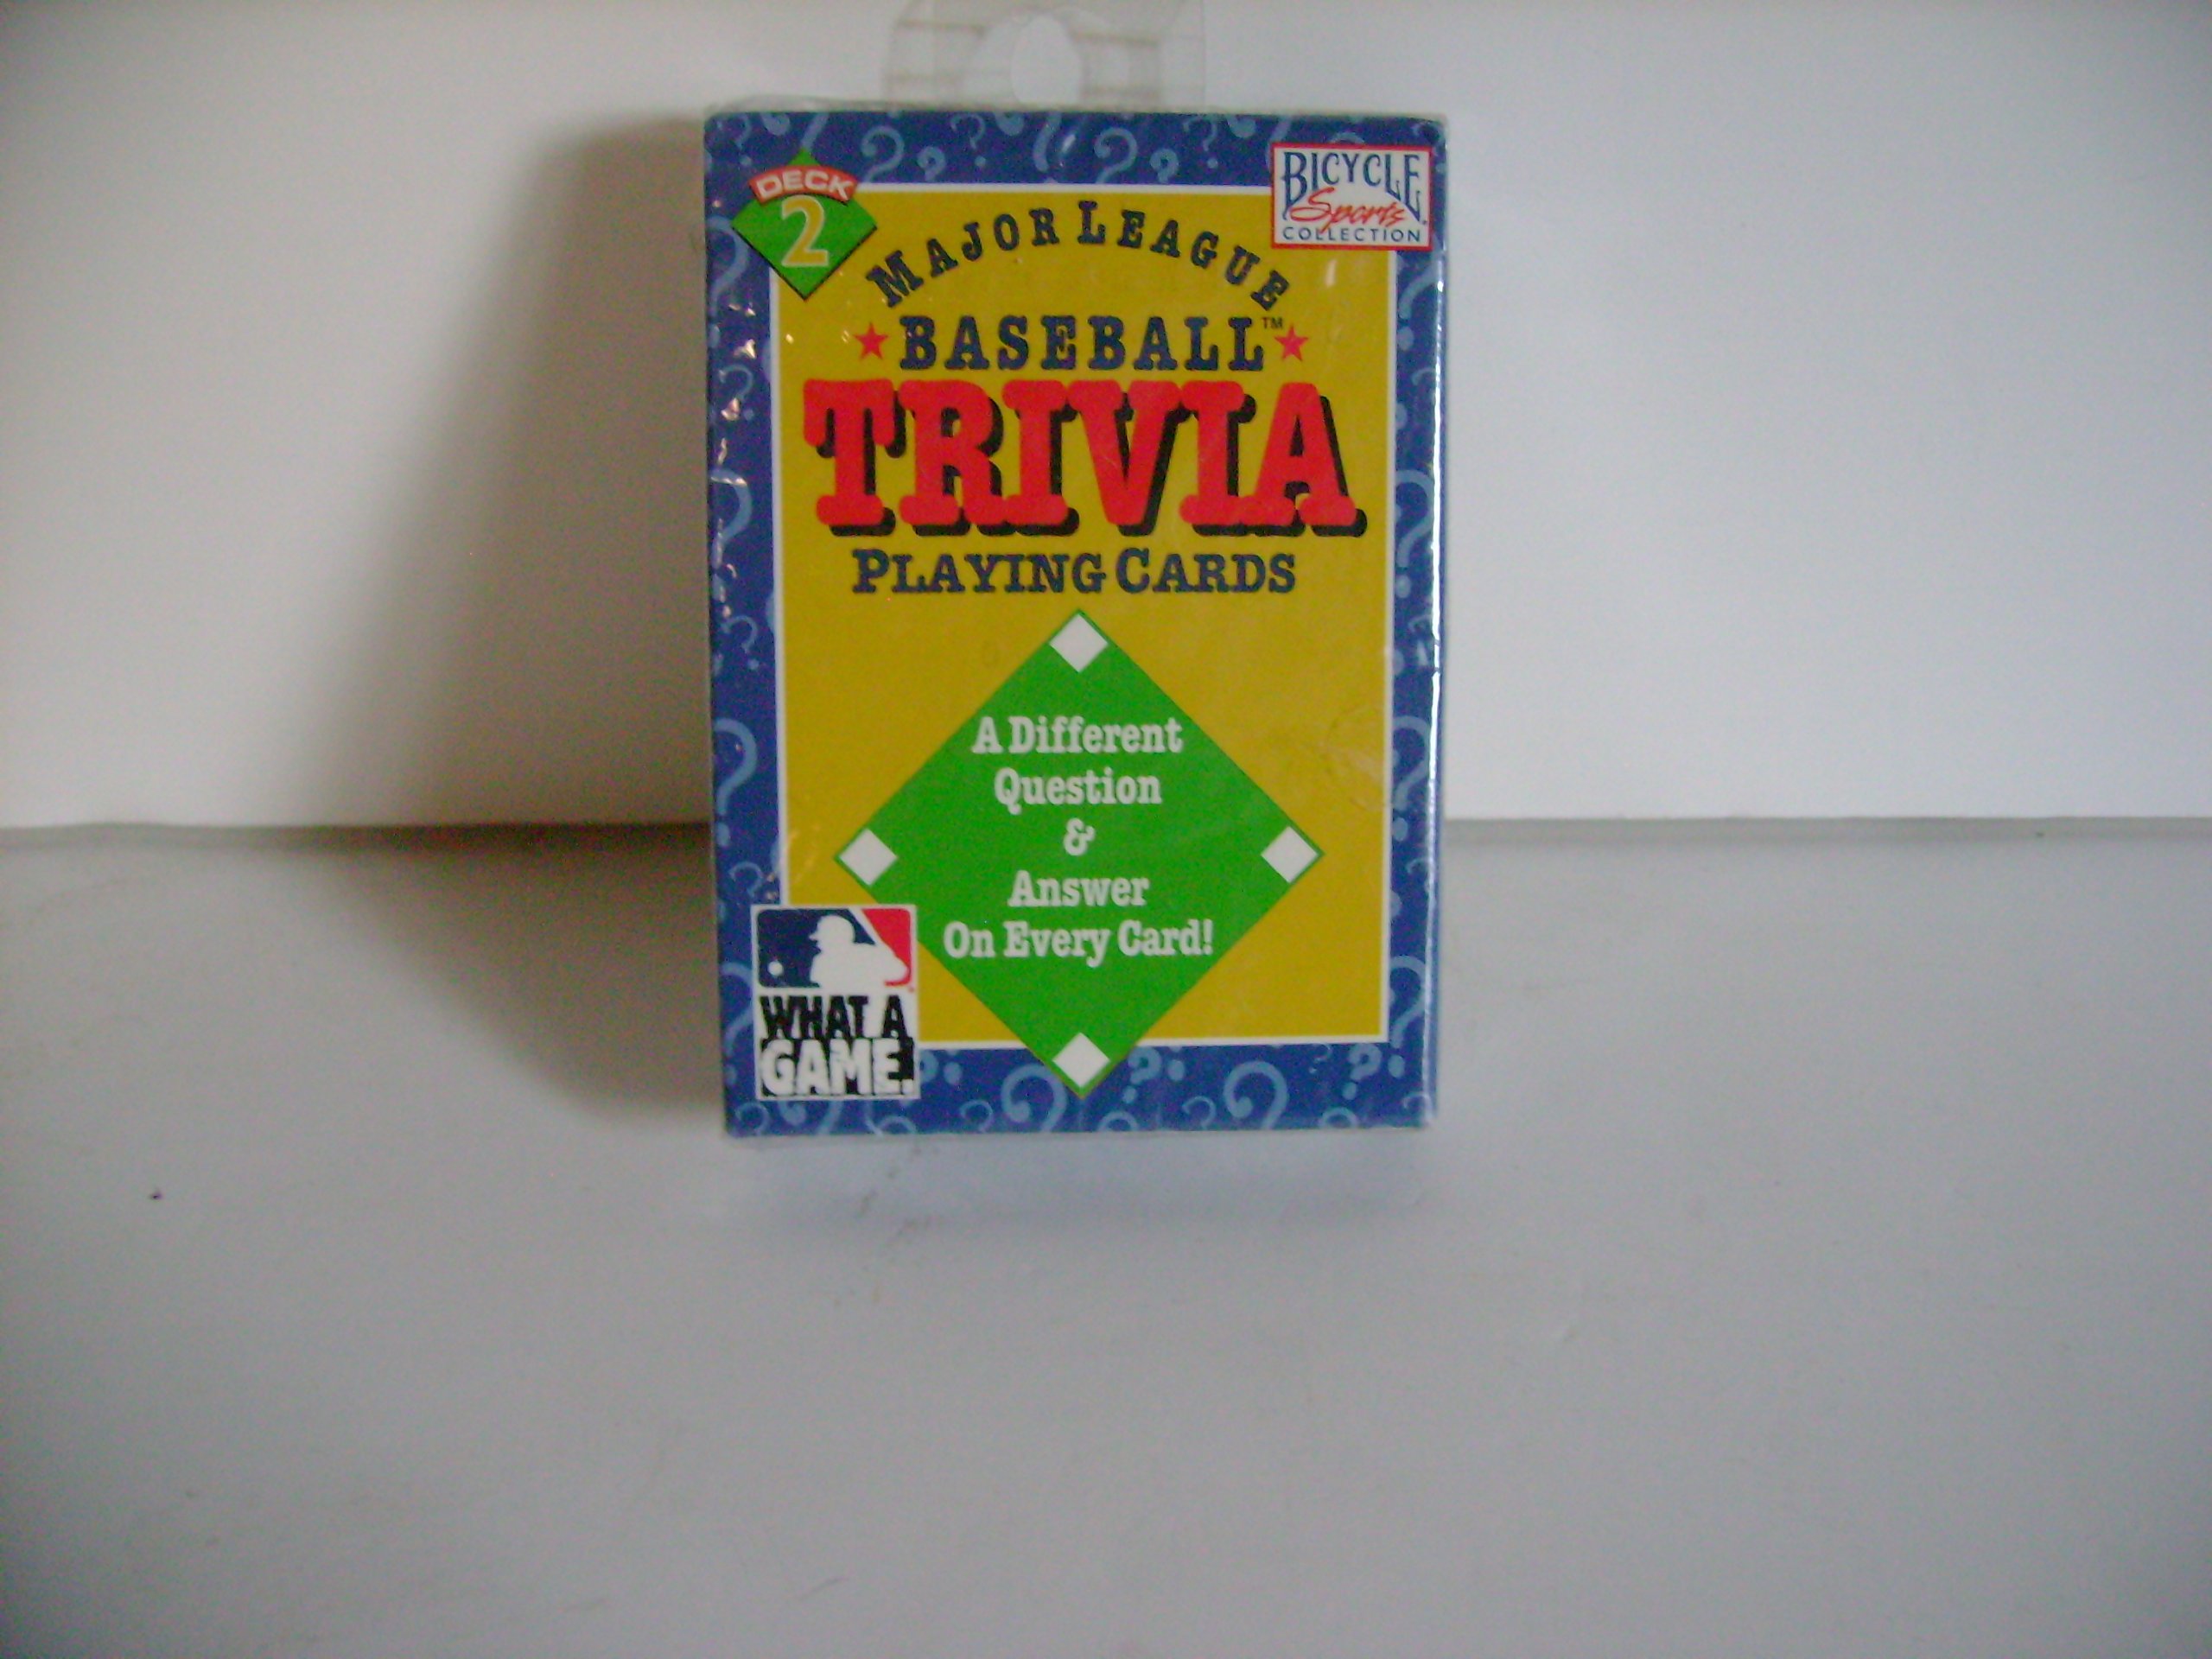 DECK
2
BICYCLE
Sports
COLLECTION
MAJOR LEAGUE
BASEBALL™
TRIVIA
PLAYING CARDS
A Different
Question
&
Answer
On Every Card!
WHAT A
GAME.